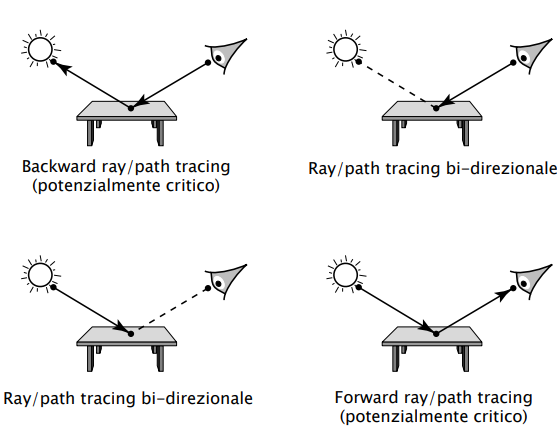 Backward ray/path tracing
(potenzialmente critico)
Ray/path tracing bi-direzionale
Ray/path tracing bi-direzionale
Forward ray/path tracing
(potenzialmente critico)